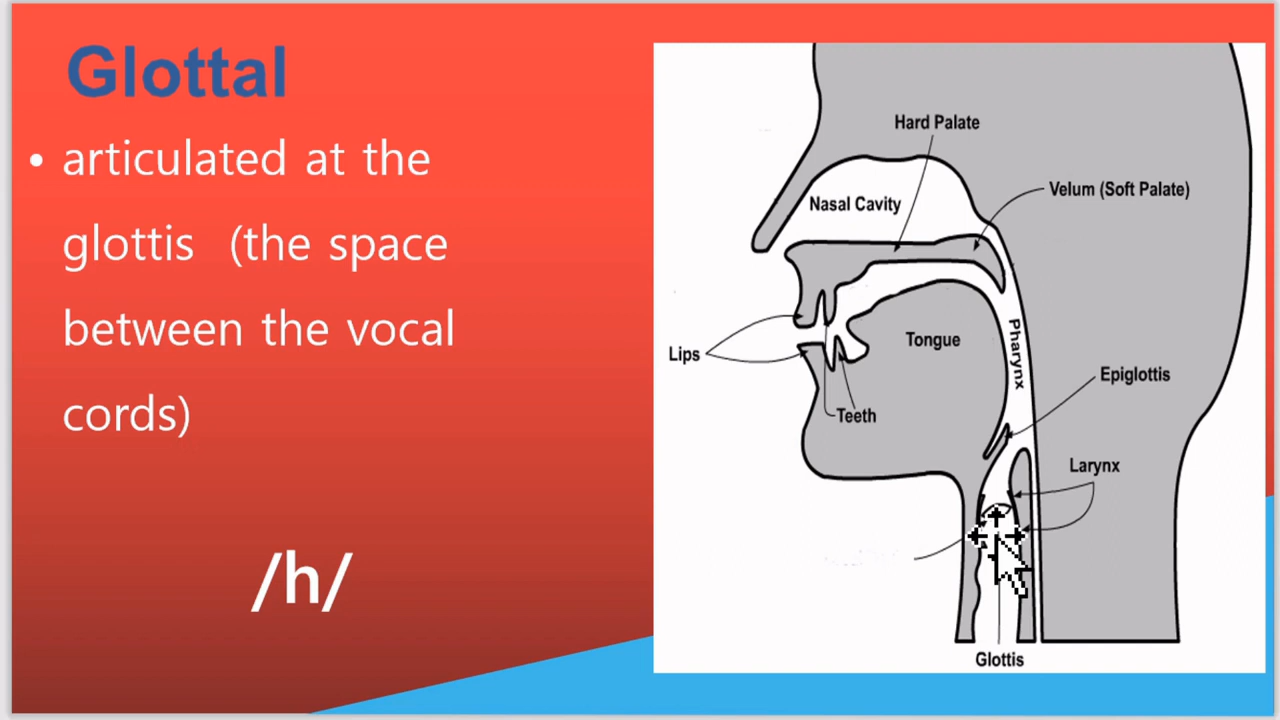 Glottal
• articulated at the
glottis (the space
between the vocal
cords)
/h/
Hard Palate
Velum (Soft Palate)
Nasal Cavity
Pharynx
Tongue
Lips
Epiglottis
Teeth
Larynx
Glottis